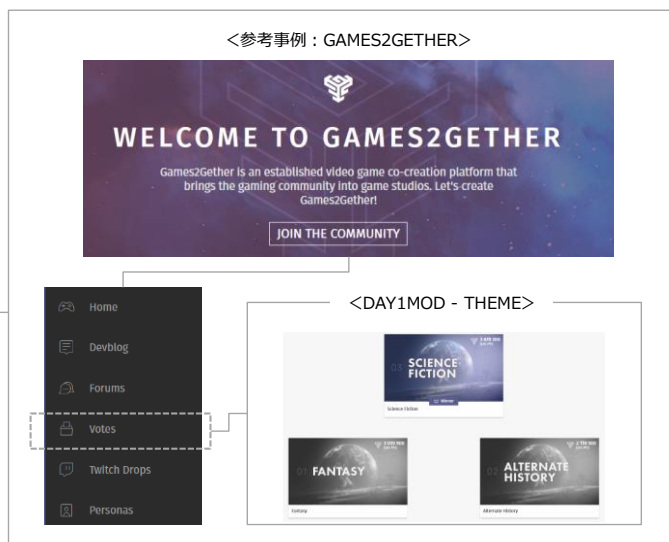 ＜参考事例：GAMES2GETHER＞
WELCOME TO GAMES2GETHER
Games2Gether is an established video game co-creation platform that
brings the gaming community into game studios. Let's create
Games2Gether!
JOIN THE COMMUNITY
Home
Devblog
Forums
Votes
Twitch Drops
Personas
＜DAY1MOD - THEME＞
03 SCIENCE-
FICTION
Winner
Science Fiction
01 FANTASY
Fantasy
02 ALTERNATE
HISTORY
Alternate History